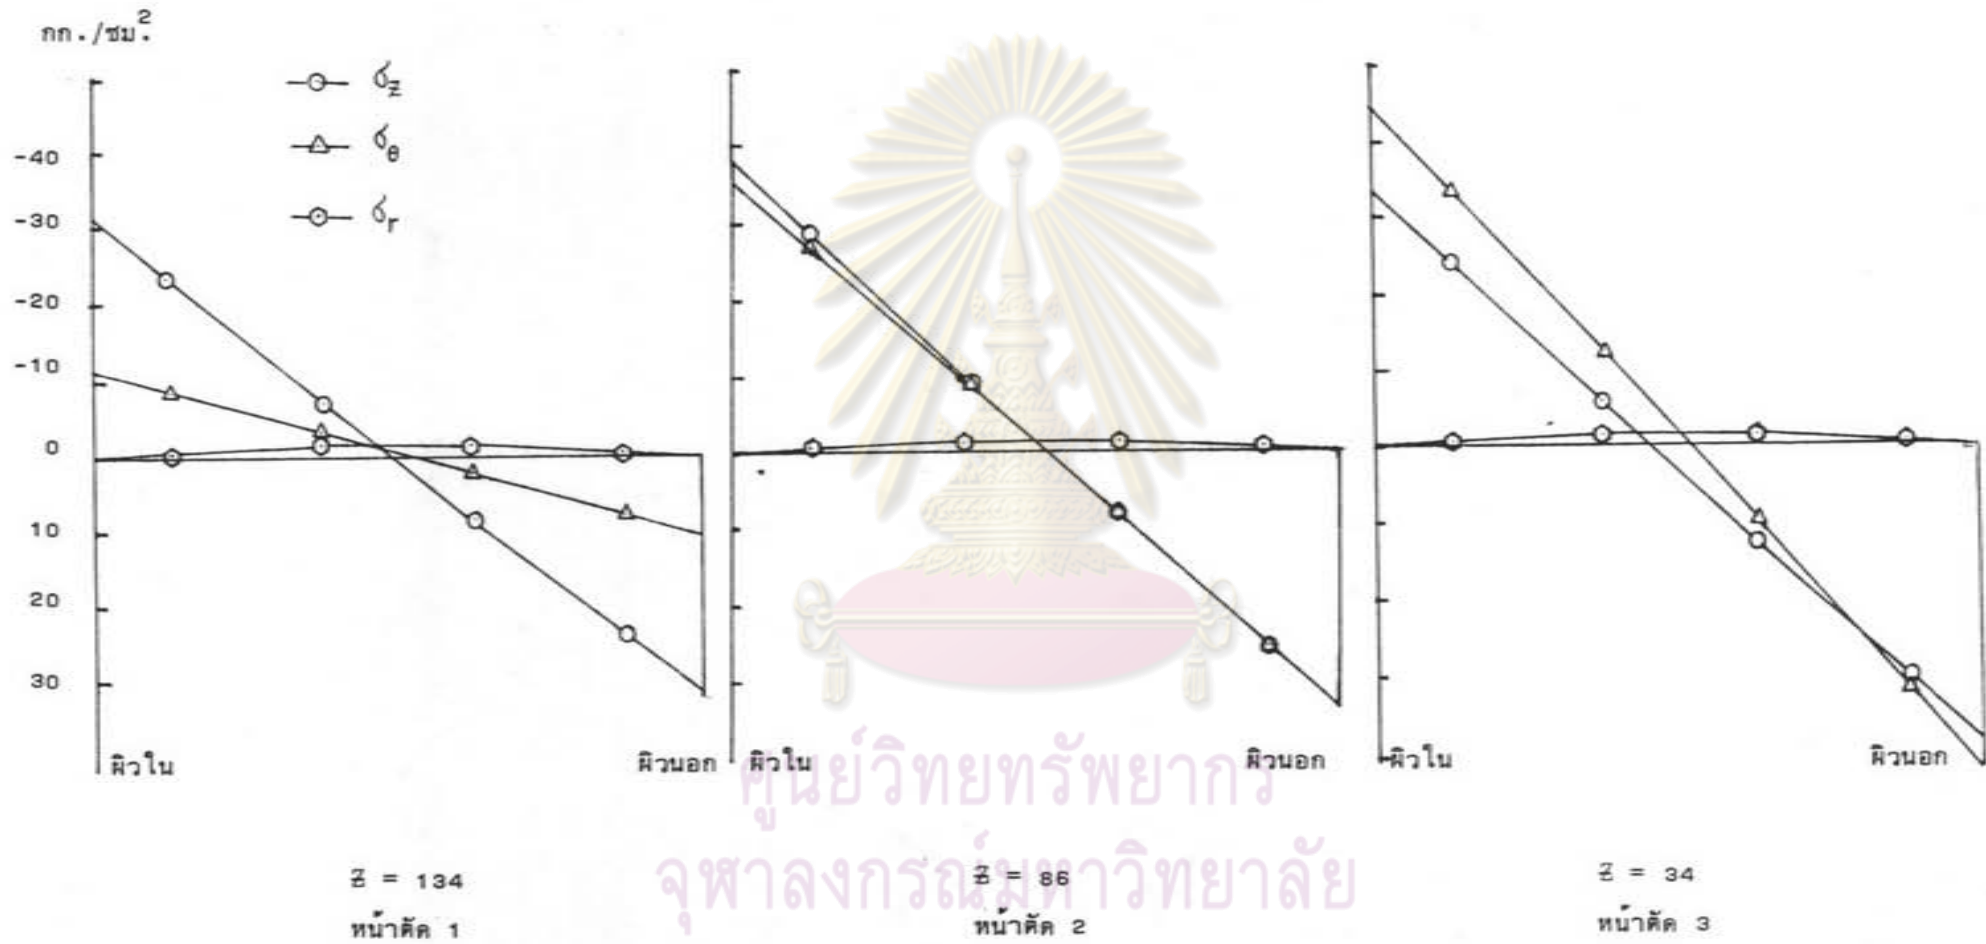 กก./ซม.²
σz
σθ
σr
-40
-30
-20
-10
0
10
20
30
ผิวใน
ผิวนอก
ผิวใน
ผิวนอก
ผิวใน
ผิวนอก
ศูนย์วิทยทรัพยากร
จุฬาลงกรณ์มหาวิทยาลัย
Z = 134
หน้าตัด 1
Z = 86
หน้าตัด 2
Z = 34
หน้าตัด 3